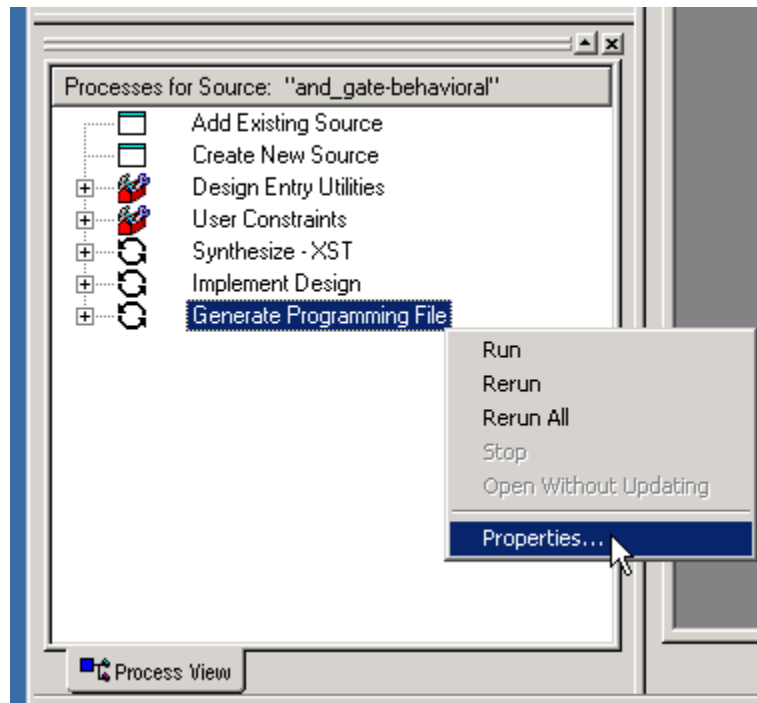 Processes for Source: "and_gate-behavioral"
Add Existing Source
Create New Source
Design Entry Utilities
User Constraints
Synthesize - XST
Implement Design
Generate Programming File
Run
Rerun
Rerun All
Stop
Open Without Updating
Properties...
Process View